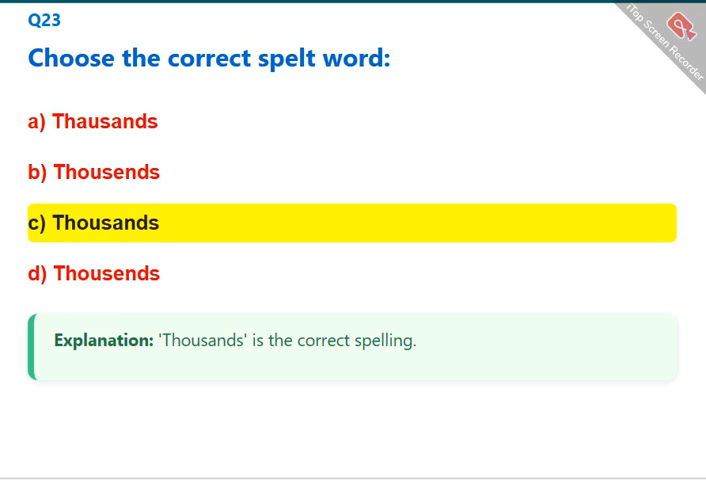 Q23
Choose the correct spelt word:
a) Thausands
b) Thousends
c) Thousands
d) Thousends
Explanation: 'Thousands' is the correct spelling.
iTop Screen Recorder